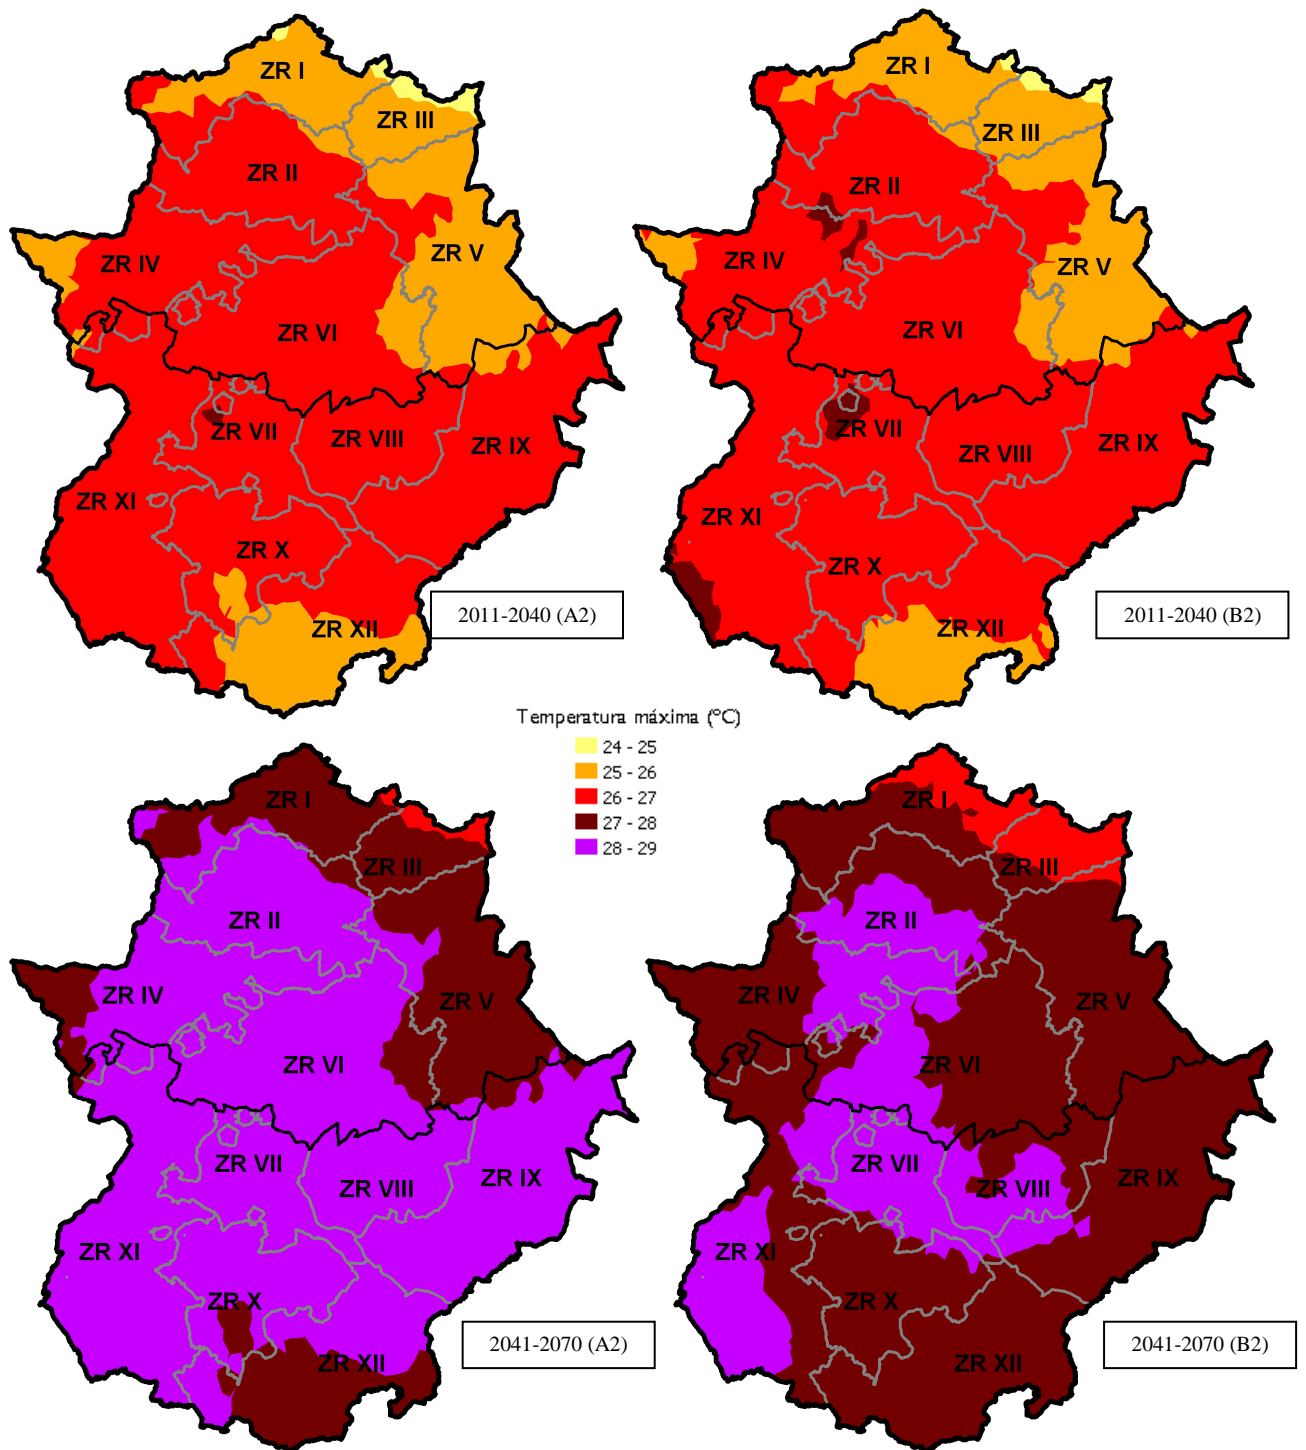 ZR I
ZR III
ZR II
ZR V
ZR IV
ZR VI
ZR VII
ZR VIII
ZR IX
ZR XI
ZR X
ZR XII
2011-2040 (A2)
ZR I
ZR III
ZR II
ZR IV
ZR V
ZR VI
ZR VII
ZR VIII
ZR IX
ZR XI
ZR X
ZR XII
2011-2040 (B2)
Temperatura máxima (ºC)
24 - 25
25 - 26
26 - 27
27 - 28
28 - 29
ZR I
ZR III
ZR II
ZR IV
ZR V
ZR VI
ZR VII
ZR VIII
ZR IX
ZR XI
ZR X
ZR XII
2041-2070 (A2)
ZR I
ZR III
ZR II
ZR IV
ZR V
ZR VI
ZR VII
ZR VIII
ZR IX
ZR XI
ZR X
ZR XII
2041-2070 (B2)